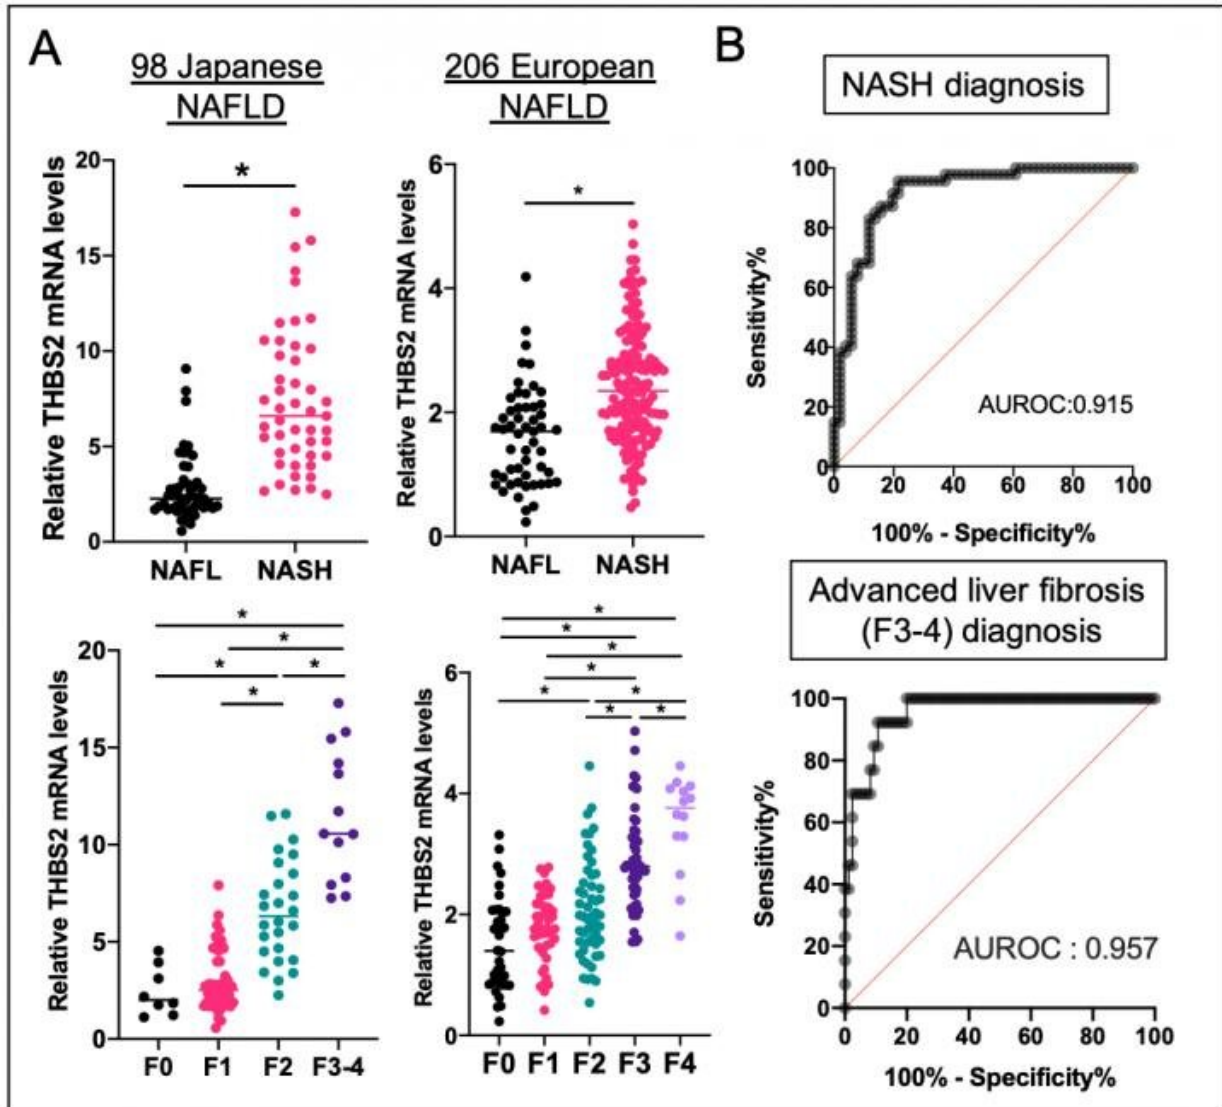 A
98 Japanese
NAFLD
206 European
NAFLD
B
NASH diagnosis
Relative THBS2 mRNA levels
20
15
10
5
0
*
NAFL NASH
Relative THBS2 mRNA levels
6
4
2
0
*
NAFL NASH
Sensitivity%
100
80
60
40
20
0
AUROC:0.915
0 20 40 60 80 100
100% - Specificity%
Relative THBS2 mRNA levels
20
15
10
5
0
*
*
* *
*
F0 F1 F2 F3-4
Relative THBS2 mRNA levels
6
4
2
0
*
*
*
*
* *
* *
F0 F1 F2 F3 F4
Advanced liver fibrosis
(F3-4) diagnosis
Sensitivity%
100
80
60
40
20
0
AUROC : 0.957
0 20 40 60 80 100
100% - Specificity%